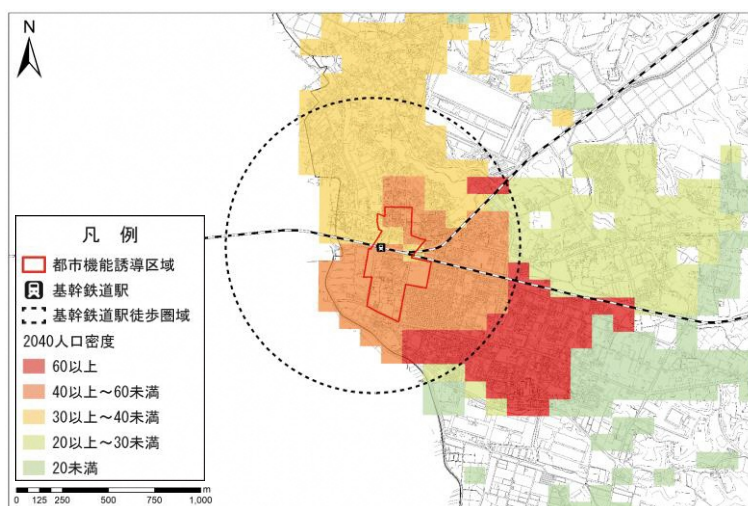 N
凡 例
都市機能誘導区域
基幹鉄道駅
基幹鉄道駅徒歩圏域
2040人口密度
60以上
40以上~60未満
30以上~40未満
20以上~30未満
20未満
0 125 250 500 750 1,000
m